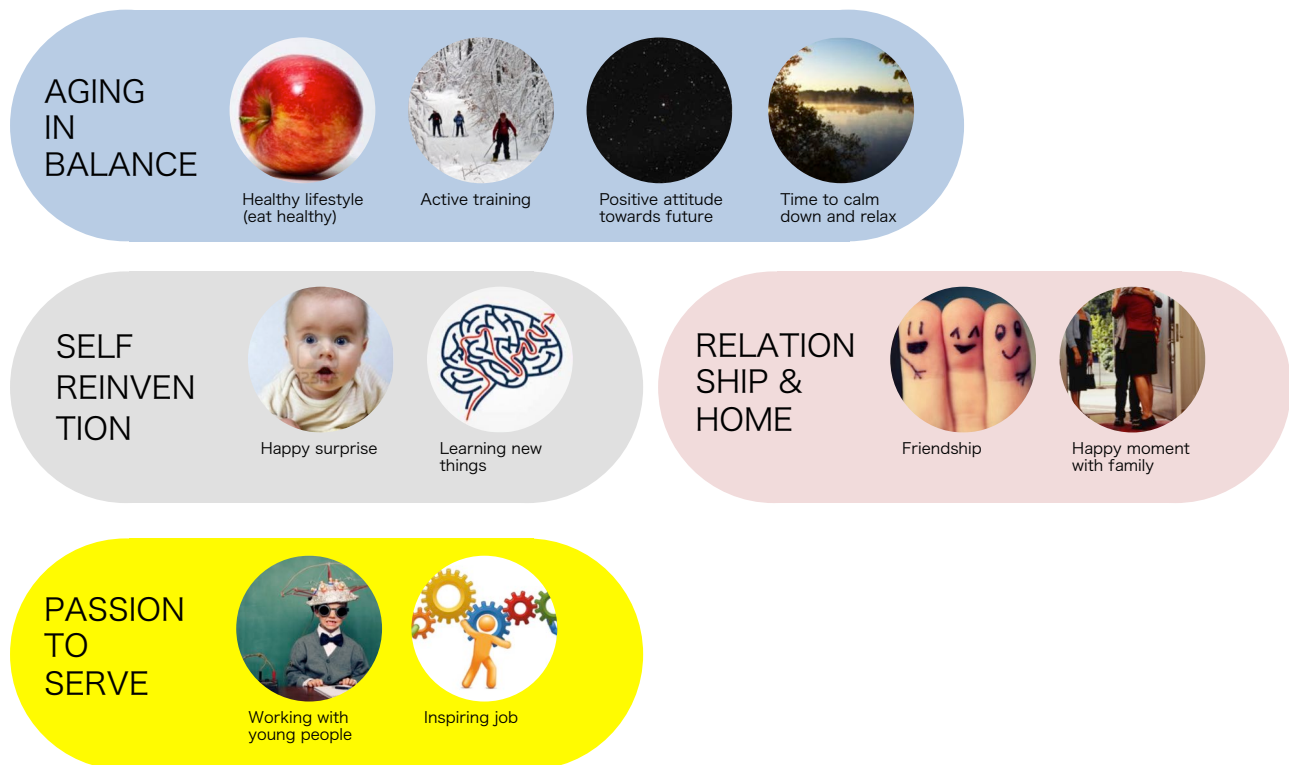 AGING
IN
BALANCE
Healthy lifestyle
(eat healthy)
Active training
Positive attitude
towards future
Time to calm
down and relax
SELF
REINVEN
TION
Happy surprise
Learning new
things
RELATION
SHIP &
HOME
Friendship
Happy moment
with family
PASSION
TO
SERVE
Working with
young people
Inspiring job